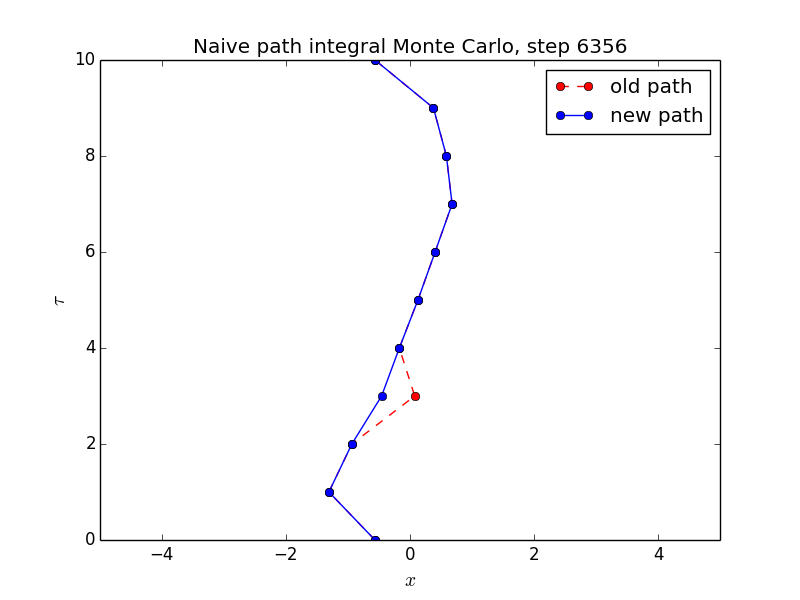 Naive path integral Monte Carlo, step 6356
old path
new path
10
8
6
4
2
0
τ
−4 −2 0 2 4
x